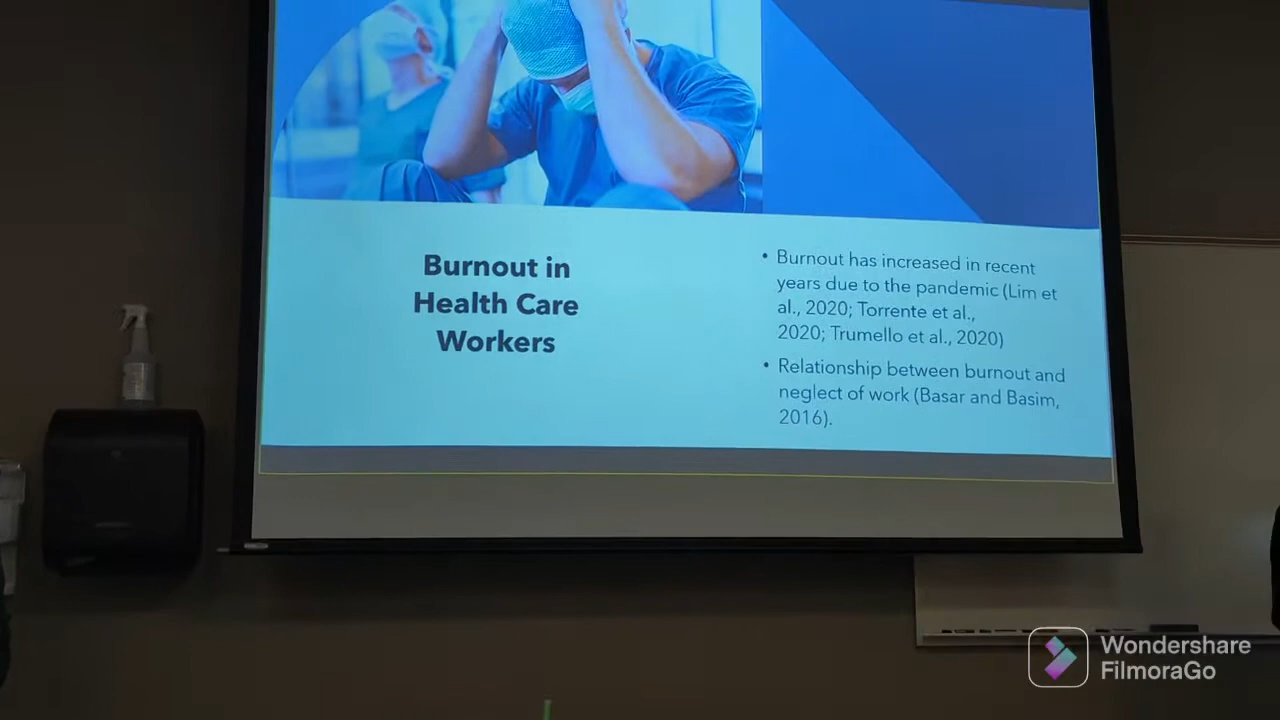 Burnout in
Health Care
Workers
• Burnout has increased in recent
years due to the pandemic (Lim et
al., 2020; Torrente et al.,
2020; Trumello et al., 2020)
• Relationship between burnout and
neglect of work (Basar and Basim,
2016).
Wondershare
FilmoraGo